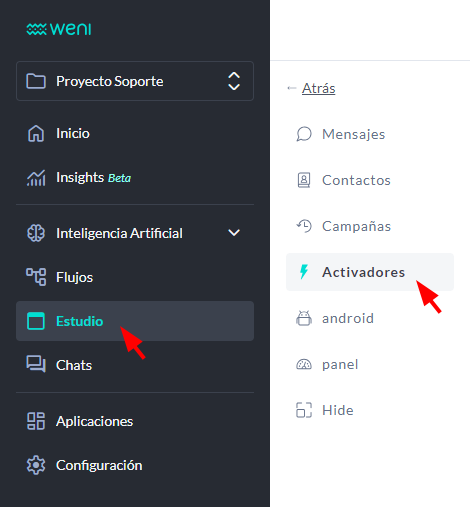 weni
Proyecto Soporte
Inicio
Insights Beta
Inteligencia Artificial
Flujos
Estudio
Chats
Aplicaciones
Configuración
← Atrás
Mensajes
Contactos
Campañas
Activadores
android
panel
Hide